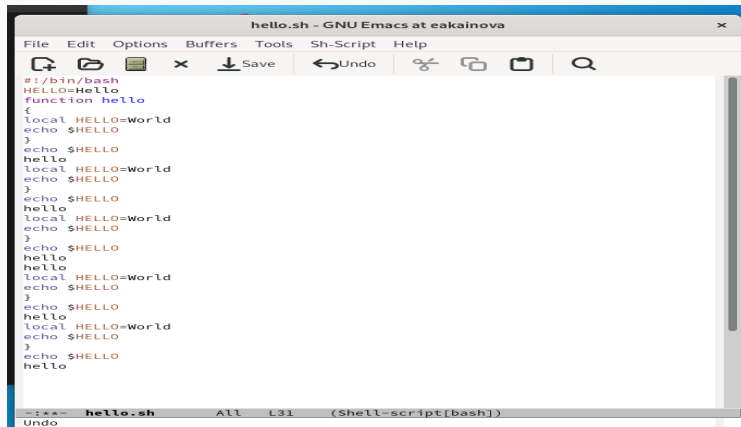 hello.sh - GNU Emacs at eakainova
File Edit Options Buffers Tools Sh-Script Help
Save Undo
#!/bin/bash
HELLO=Hello
function hello
{
local HELLO=World
echo $HELLO
}
echo $HELLO
hello
local HELLO=World
echo $HELLO
}
echo $HELLO
hello
local HELLO=World
echo $HELLO
}
echo $HELLO
hello
hello
local HELLO=World
echo $HELLO
}
echo $HELLO
hello
local HELLO=World
echo $HELLO
}
echo $HELLO
hello
-:**- hello.sh All L31 (Shell-script[bash])
Undo